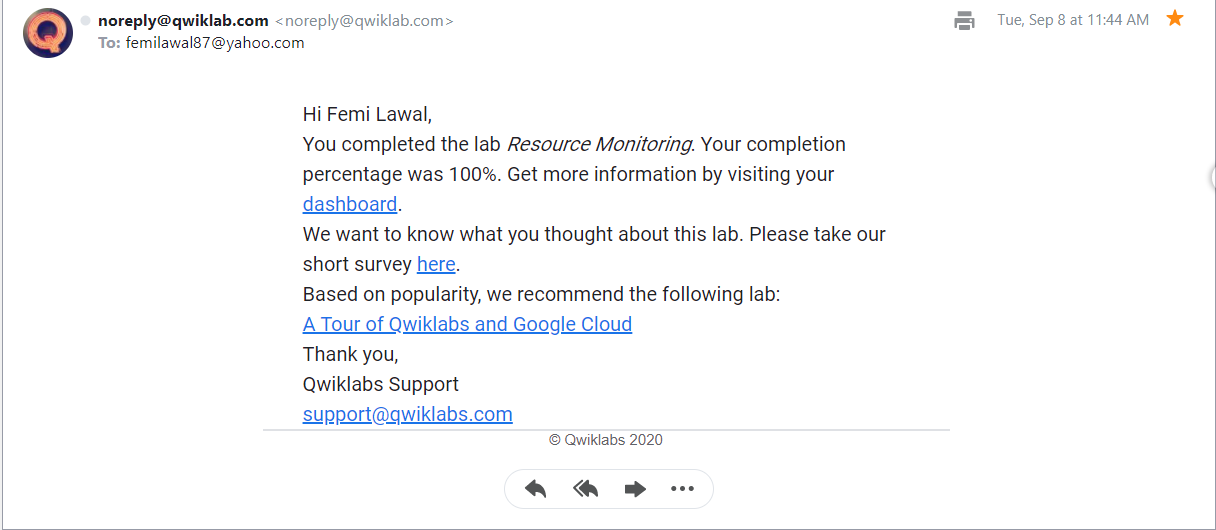 noreply@qwiklab.com <noreply@qwiklab.com>
Tue, Sep 8 at 11:44 AM
To: femilawal87@yahoo.com
Hi Femi Lawal,
You completed the lab Resource Monitoring. Your completion
percentage was 100%. Get more information by visiting your
dashboard.
We want to know what you thought about this lab. Please take our
short survey here.
Based on popularity, we recommend the following lab:
A Tour of Qwiklabs and Google Cloud
Thank you,
Qwiklabs Support
support@qwiklabs.com
© Qwiklabs 2020